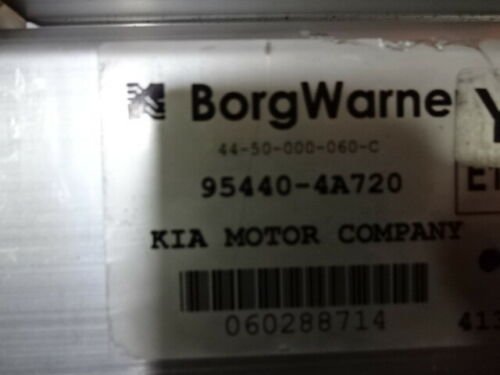 BorgWarne
Y
44-50-000-060-C
95440-4A720
KIA MOTOR COMPANY
060288714